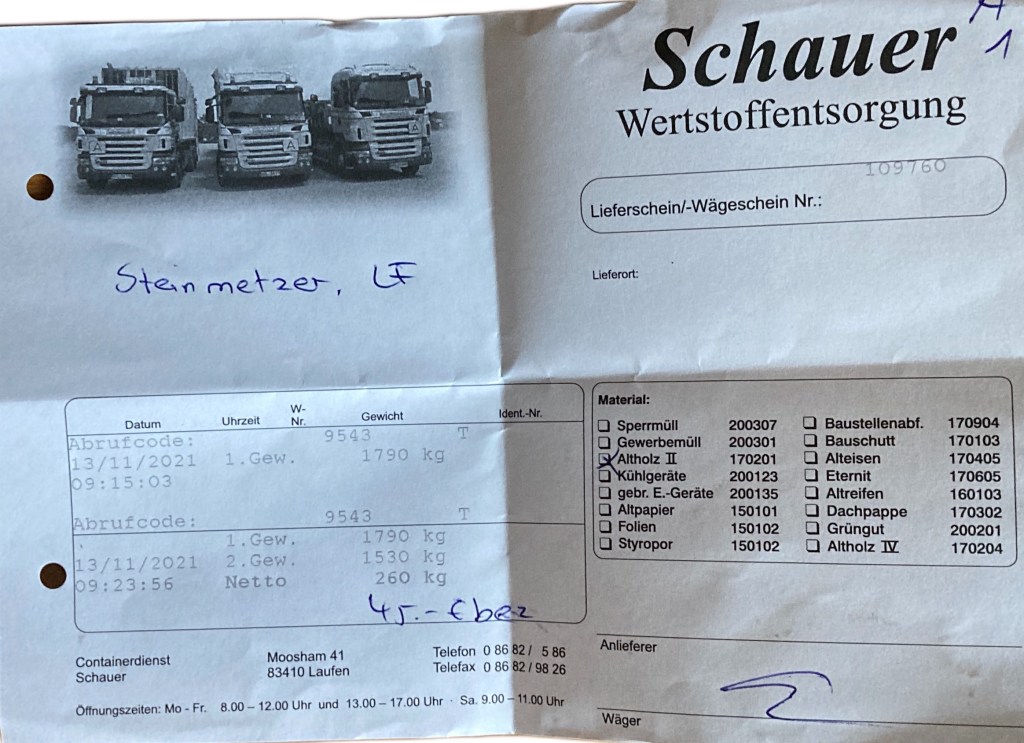 Schauer
Wertstoffentsorgung
109760
Lieferschein/-Wägeschein Nr.:
Lieferort:
Steinmetzer, LF
Datum Uhrzeit W-Nr. Gewicht Ident.-Nr.
Abrufcode: 9543 T
13/11/2021 1.Gew. 1790 kg
09:15:03
Abrufcode: 9543 T
1.Gew. 1790 kg
13/11/2021 2.Gew. 1530 kg
09:23:56 Netto 260 kg
45.- € bez
Material:
Sperrmüll 200307
Gewerbemüll 200301
Altholz II 170201
Kühlgeräte 200123
gebr. E.-Geräte 200135
Altpapier 150101
Folien 150102
Styropor 150102
Baustellenabf. 170904
Bauschutt 170103
Alteisen 170405
Eternit 170605
Altreifen 160103
Dachpappe 170302
Grüngut 200201
Altholz IV 170204
Containerdienst
Schauer
Moosham 41
83410 Laufen
Telefon 0 86 82 / 5 86
Telefax 0 86 82 / 98 26
Öffnungszeiten: Mo - Fr. 8.00 – 12.00 Uhr und 13.00 – 17.00 Uhr · Sa. 9.00 – 11.00 Uhr
Anlieferer
Wäger